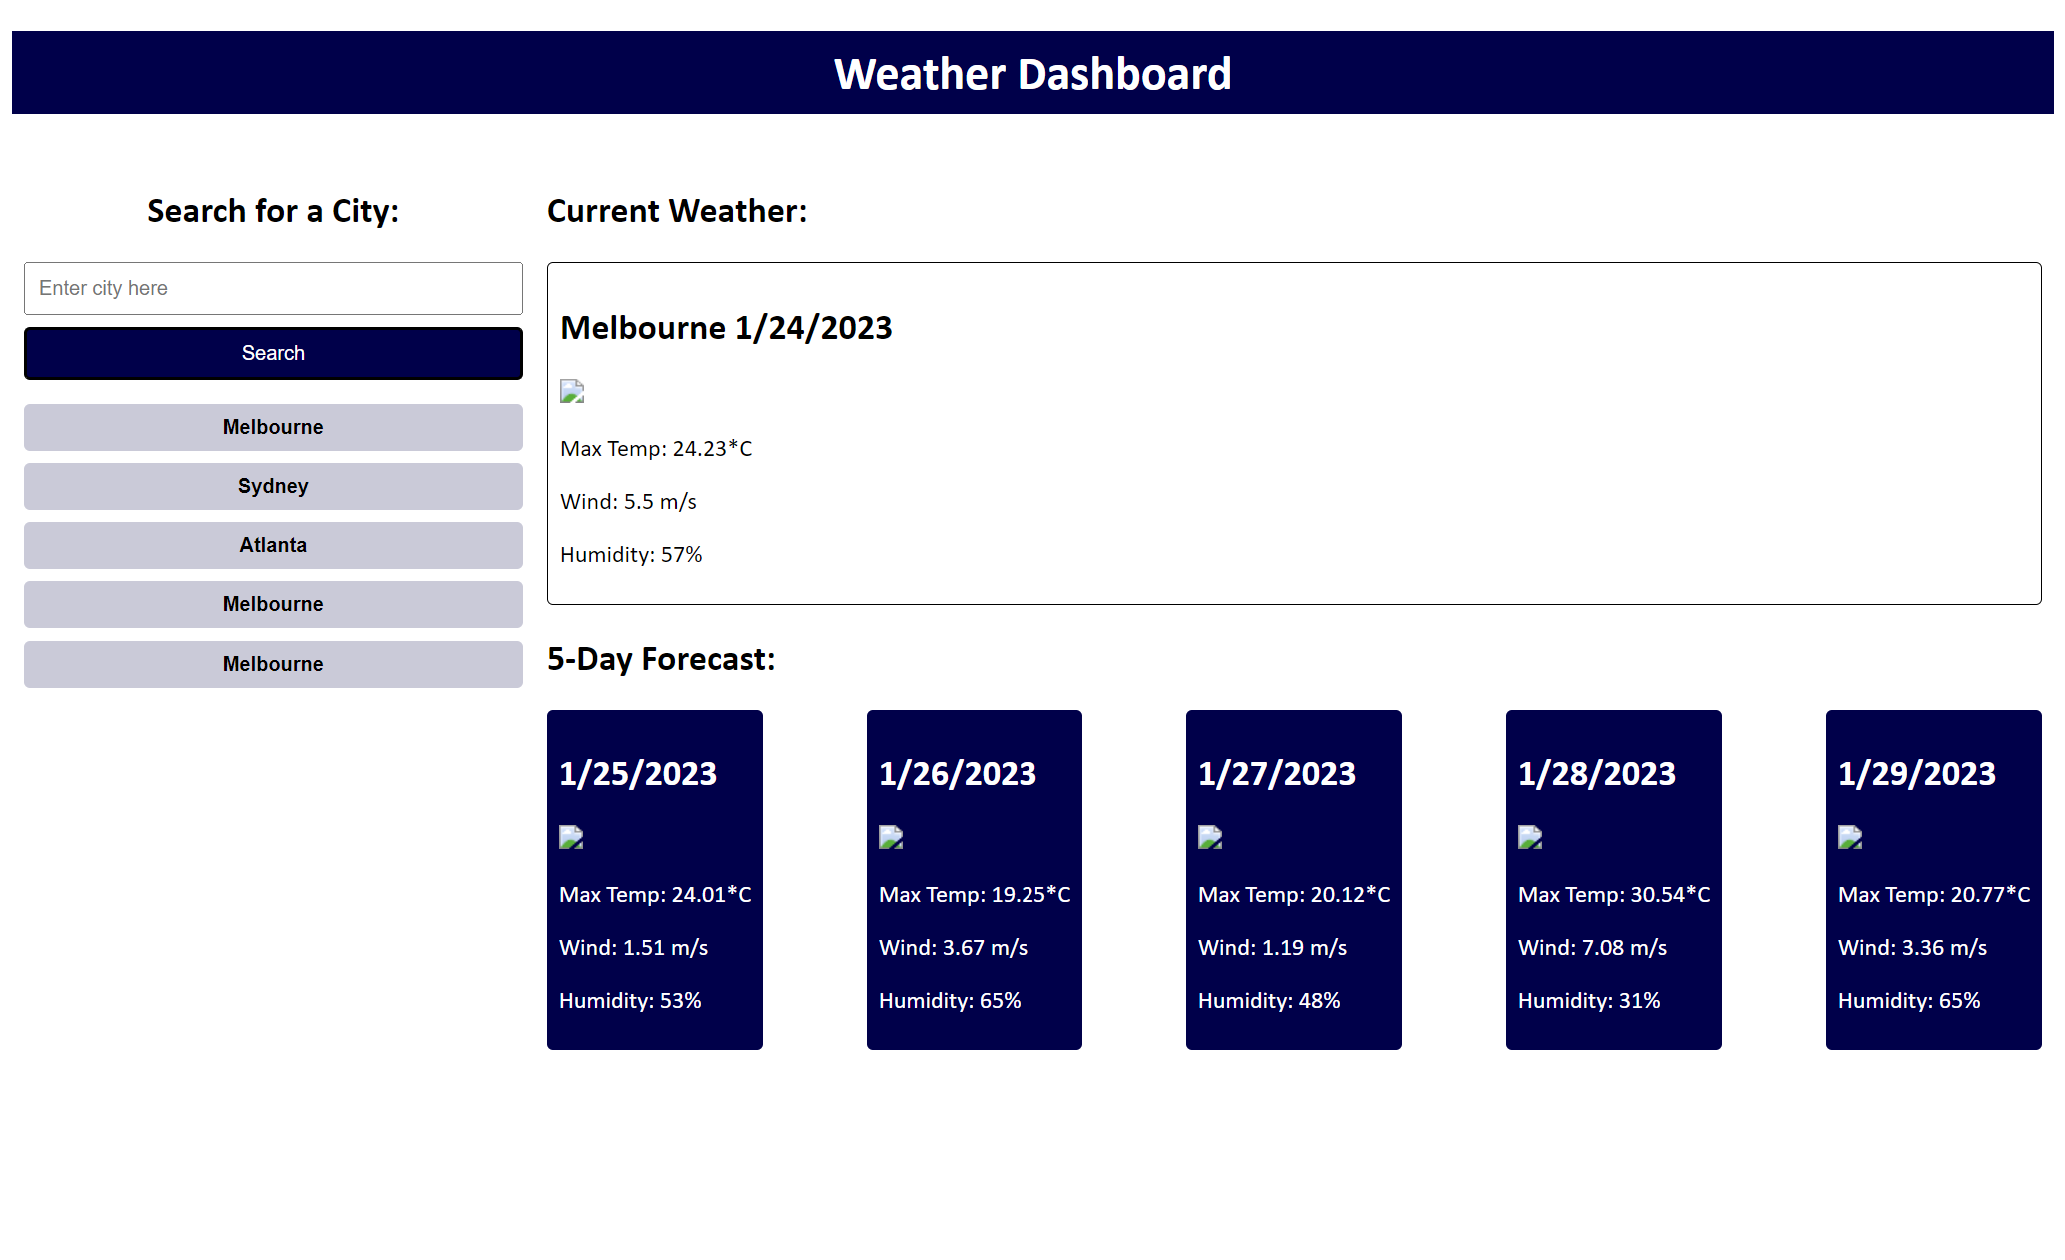 Weather Dashboard
Search for a City:
Enter city here
Search
Melbourne
Sydney
Atlanta
Melbourne
Melbourne
Current Weather:
Melbourne 1/24/2023
Max Temp: 24.23*C
Wind: 5.5 m/s
Humidity: 57%
5-Day Forecast:
1/25/2023
Max Temp: 24.01*C
Wind: 1.51 m/s
Humidity: 53%
1/26/2023
Max Temp: 19.25*C
Wind: 3.67 m/s
Humidity: 65%
1/27/2023
Max Temp: 20.12*C
Wind: 1.19 m/s
Humidity: 48%
1/28/2023
Max Temp: 30.54*C
Wind: 7.08 m/s
Humidity: 31%
1/29/2023
Max Temp: 20.77*C
Wind: 3.36 m/s
Humidity: 65%